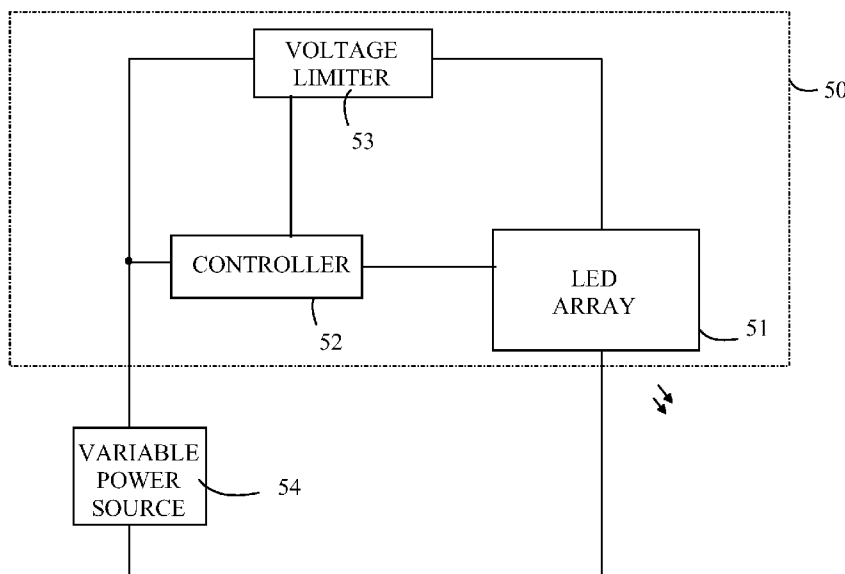 VOLTAGE
LIMITER
53
50
CONTROLLER
52
LED
ARRAY
51
VARIABLE
POWER
SOURCE
54